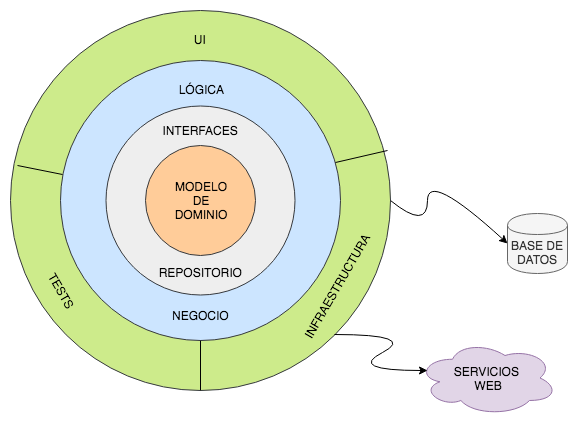 UI
LÓGICA
INTERFACES
MODELO
DE
DOMINIO
REPOSITORIO
NEGOCIO
TESTS
INFRAESTRUCTURA
BASE DE
DATOS
SERVICIOS
WEB